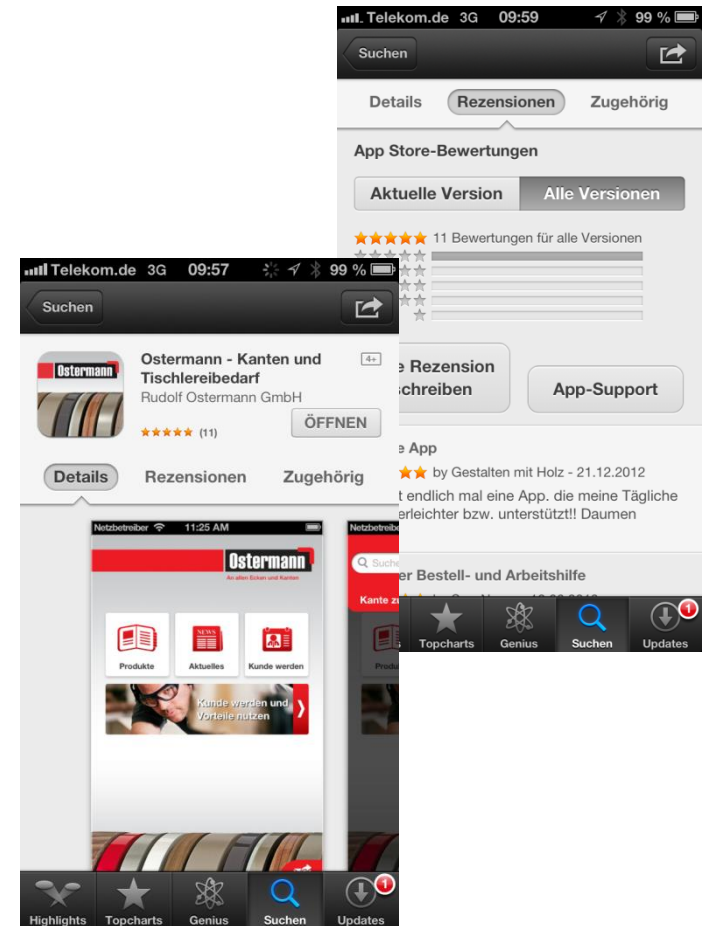 Telekom.de 3G 09:59 99 %
Suchen
Details Rezensionen Zugehörig
App Store-Bewertungen
Aktuelle Version Alle Versionen
11 Bewertungen für alle Versionen
Rezension
chreiben
App-Support
App
by Gestalten mit Holz - 21.12.2012
t endlich mal eine App. die meine Tägliche
erleichter bzw. unterstützt!! Daumen
er Bestell- und Arbeitshilfe
Topcharts Genius Suchen Updates
1
Telekom.de 3G 09:57 99 %
Suchen
Ostermann
Ostermann - Kanten und
Tischlereibedarf
4+
Rudolf Ostermann GmbH
(11)
ÖFFNEN
Details Rezensionen Zugehörig
Netzbetreiber 11:25 AM
Ostermann
An allen Ecken und Kanten
NEWS
Produkte Aktuelles Kunde werden
Kunde werden und
Vorteile nutzen
Netzbetreib
Suche
Kante zu
Produ
Highlights Topcharts Genius Suchen Updates
1